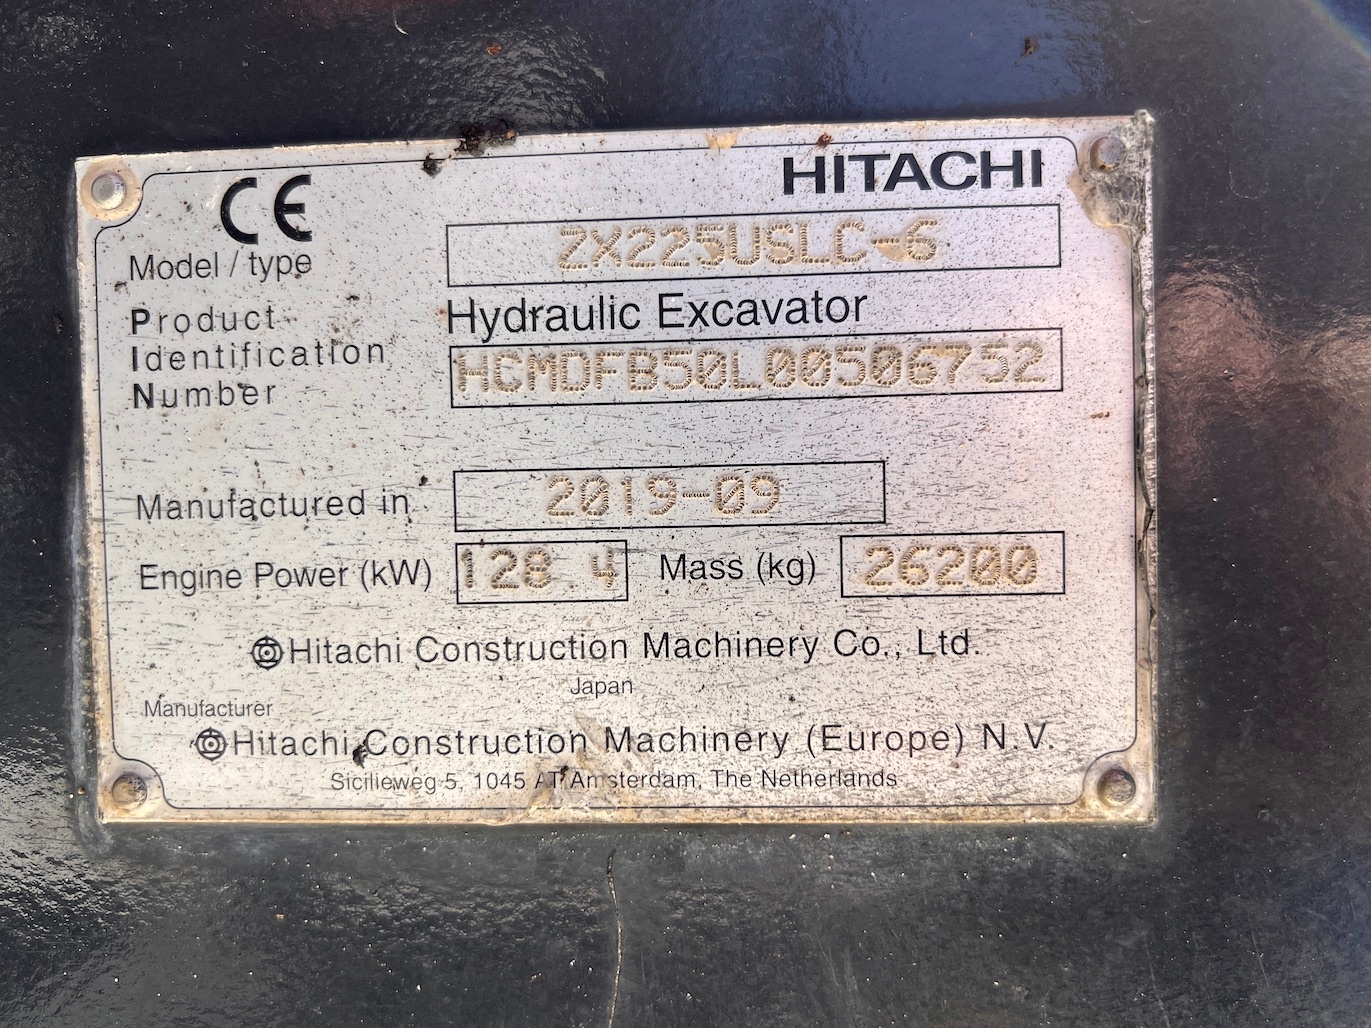 CE
HITACHI
Model / type ZX225USLC-6
Product Hydraulic Excavator
Identification
Number HCMDFB50L00506752
Manufactured in 2019-09
Engine Power (kW) 128 4 Mass (kg) 26200
Hitachi Construction Machinery Co., Ltd.
Japan
Manufacturer
Hitachi Construction Machinery (Europe) N.V.
Sicilieweg 5, 1045 AT Amsterdam, The Netherlands